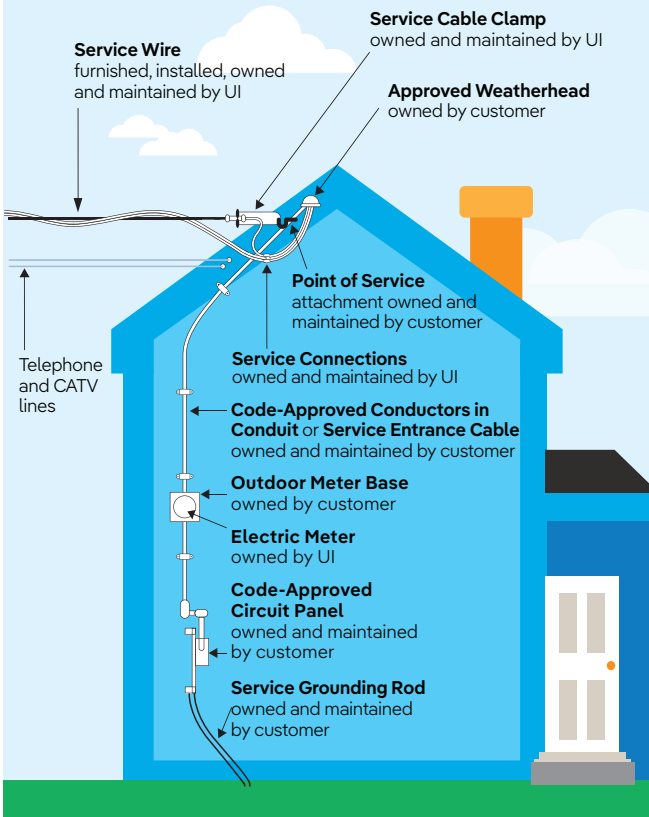 Service Cable Clamp
owned and maintained by UI
Service Wire
furnished, installed, owned
and maintained by UI
Approved Weatherhead
owned by customer
Point of Service
attachment owned and
maintained by customer
Telephone
and CATV
lines
Service Connections
owned and maintained by UI
Code-Approved Conductors in
Conduit or Service Entrance Cable
owned and maintained by customer
Outdoor Meter Base
owned by customer
Electric Meter
owned by UI
Code-Approved
Circuit Panel
owned and maintained
by customer
Service Grounding Rod
owned and maintained
by customer